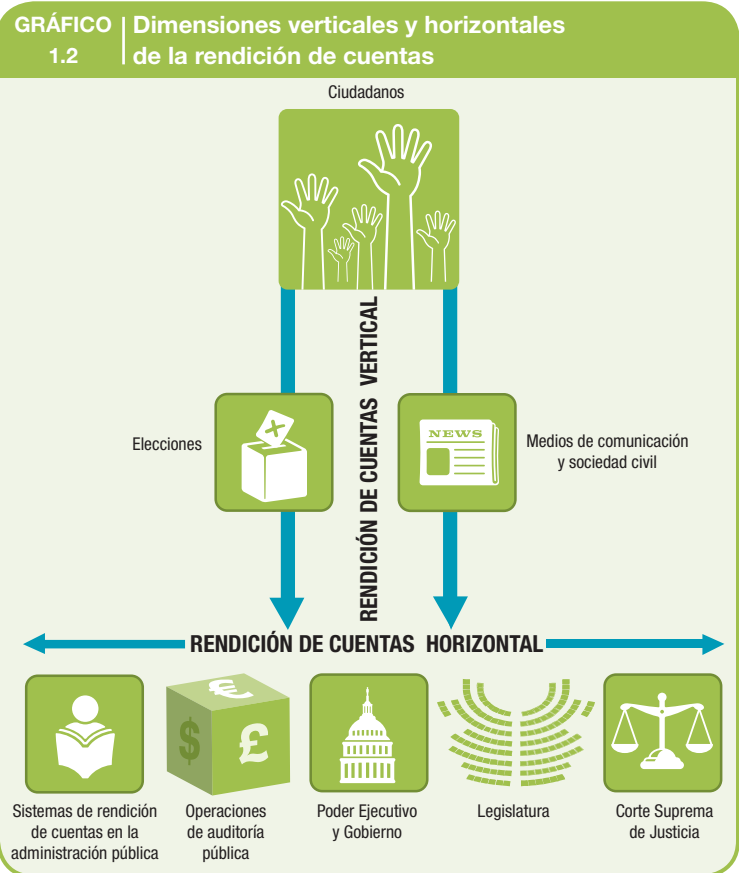 GRÁFICO
1.2
Dimensiones verticales y horizontales
de la rendición de cuentas
Ciudadanos
RENDICIÓN DE CUENTAS VERTICAL
Elecciones
NEWS
Medios de comunicación
y sociedad civil
RENDICIÓN DE CUENTAS HORIZONTAL
$
€
£
Sistemas de rendición
de cuentas en la
administración pública
Operaciones
de auditoría
pública
Poder Ejecutivo
y Gobierno
Legislatura
Corte Suprema
de Justicia